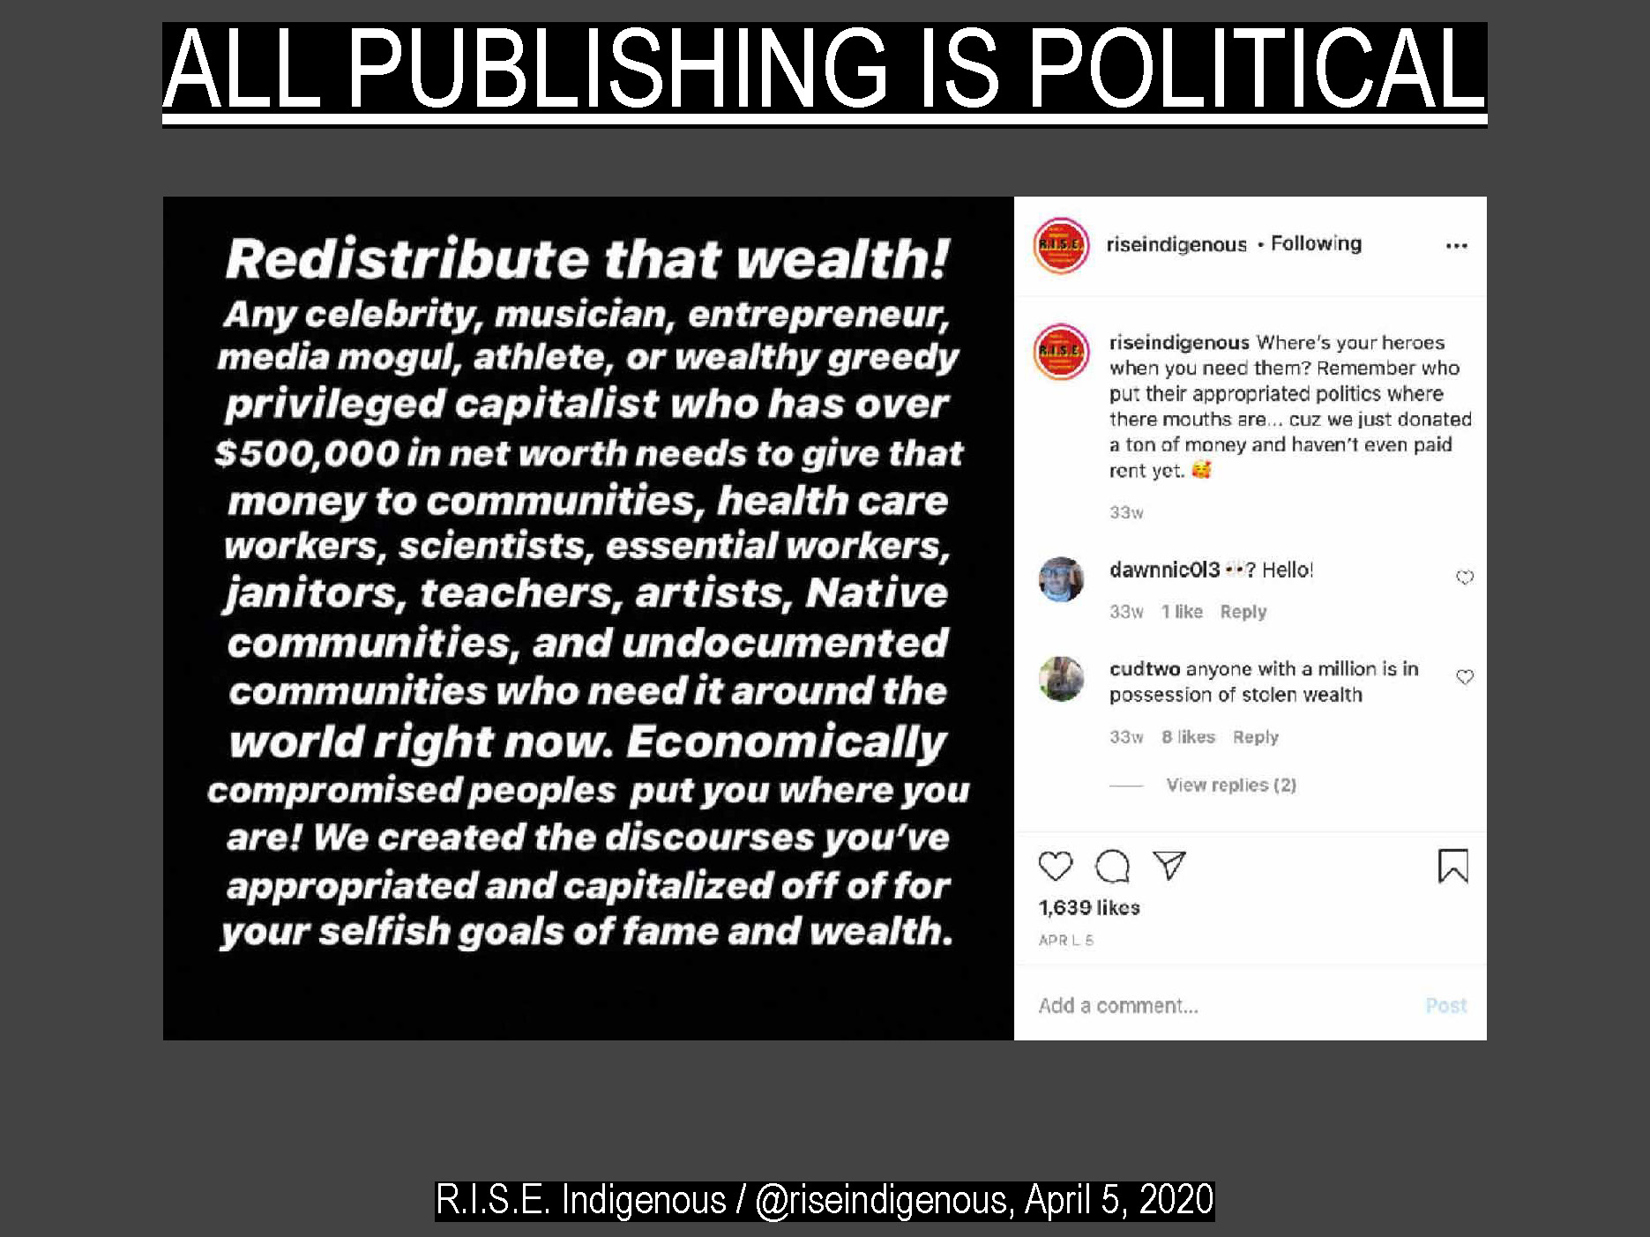 ALL PUBLISHING IS POLITICAL
Redistribute that wealth!
Any celebrity, musician, entrepreneur,
media mogul, athlete, or wealthy greedy
privileged capitalist who has over
$500,000 in net worth needs to give that
money to communities, health care
workers, scientists, essential workers,
janitors, teachers, artists, Native
communities, and undocumented
communities who need it around the
world right now. Economically
compromised peoples put you where you
are! We created the discourses you've
appropriated and capitalized off of for
your selfish goals of fame and wealth.
R.I.S.E.
riseindigenous • Following
R.I.S.E.
riseindigenous Where's your heroes
when you need them? Remember who
put their appropriated politics where
there mouths are... cuz we just donated
a ton of money and haven't even paid
rent yet. 🥰
33w
dawnnic0l3 👀? Hello!
33w 1 like Reply
cudtwo anyone with a million is in
possession of stolen wealth
33w 8 likes Reply
View replies (2)
1,639 likes
APR L 5
Add a comment... Post
R.I.S.E. Indigenous / @riseindigenous, April 5, 2020